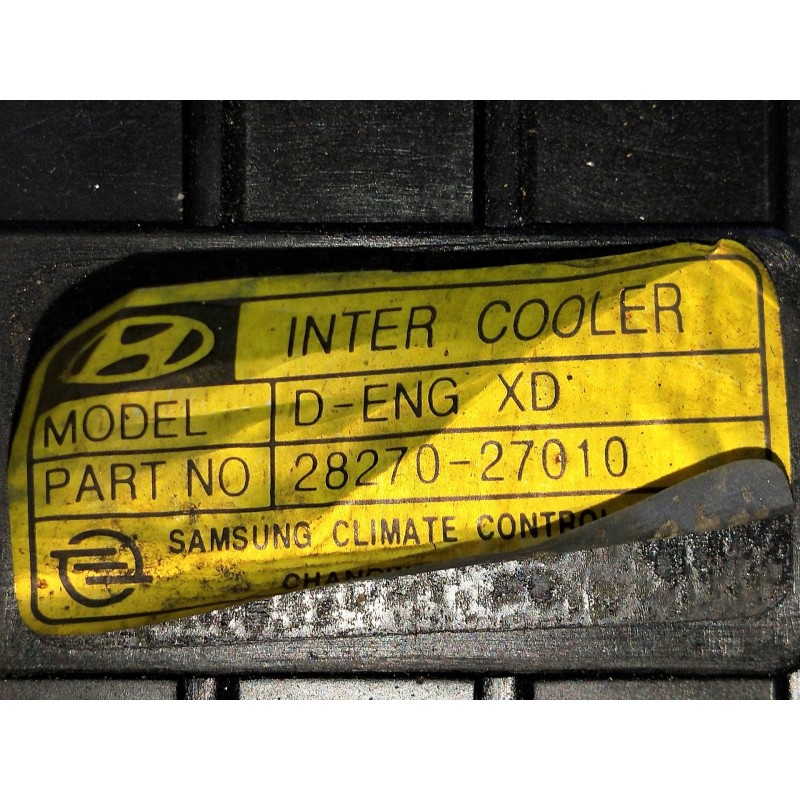 INTER COOLER
MODEL D-ENG XD
PART NO 28270-27010
SAMSUNG CLIMATE CONTROL